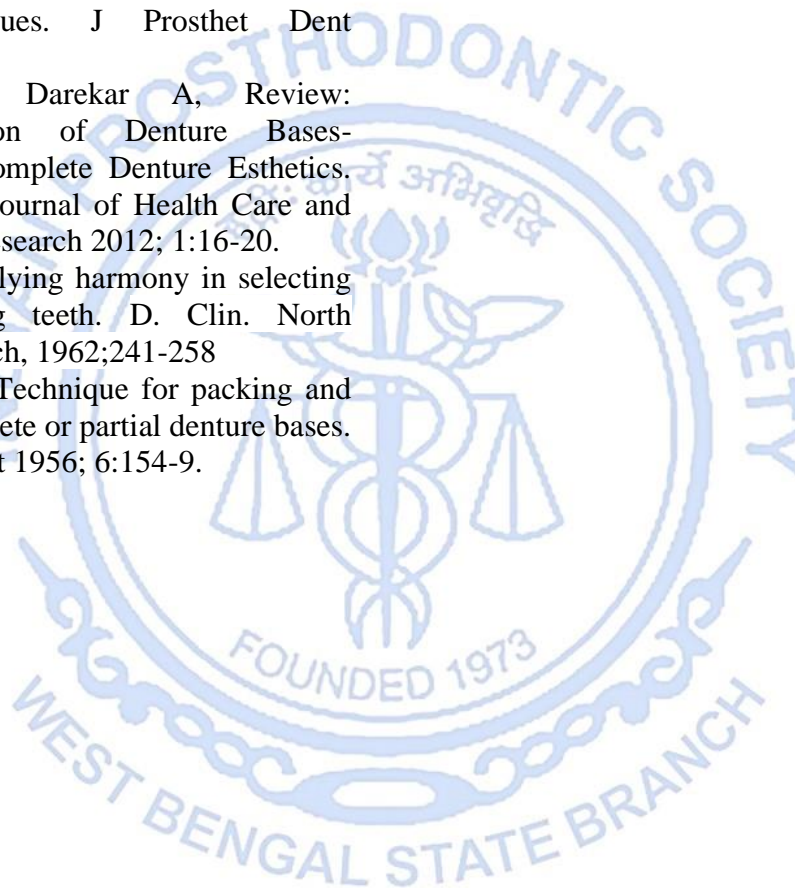 ues. J Prosthet Dent
Darekar A, Review:
on of Denture Bases-
omplete Denture Esthetics.
ournal of Health Care and
search 2012; 1:16-20.
lying harmony in selecting
g teeth. D. Clin. North
ch, 1962;241-258
Technique for packing and
ete or partial denture bases.
t 1956; 6:154-9.
PROSTHODONTIC SOCIETY
कार्ये
FOUNDED 1973
WEST BENGAL STATE BRANCH